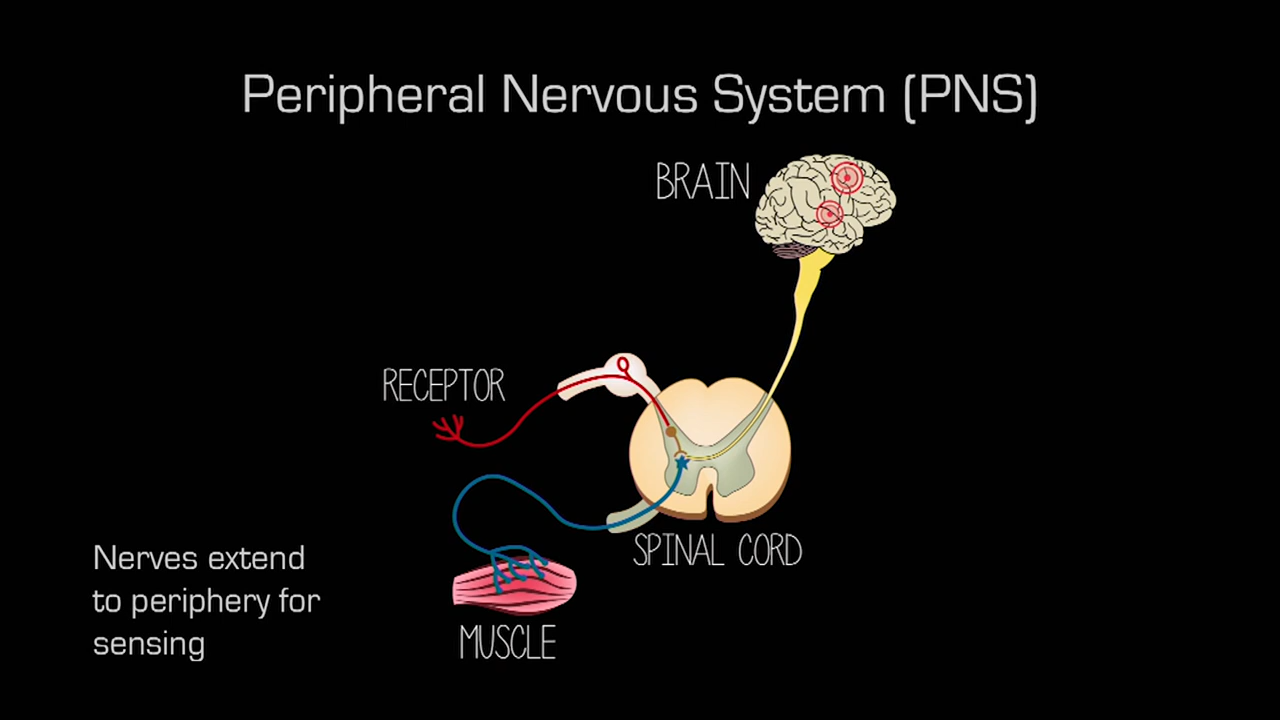 Peripheral Nervous System (PNS)
BRAIN
RECEPTOR
SPINAL CORD
Nerves extend
to periphery for
sensing
MUSCLE